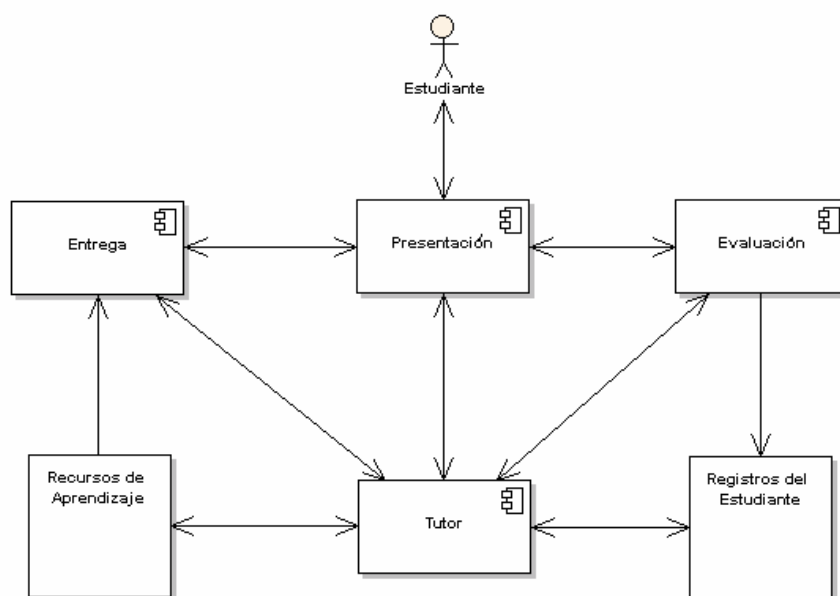 Estudiante
Entrega
Presentación
Evaluación
Recursos de
Aprendizaje
Tutor
Registros del
Estudiante